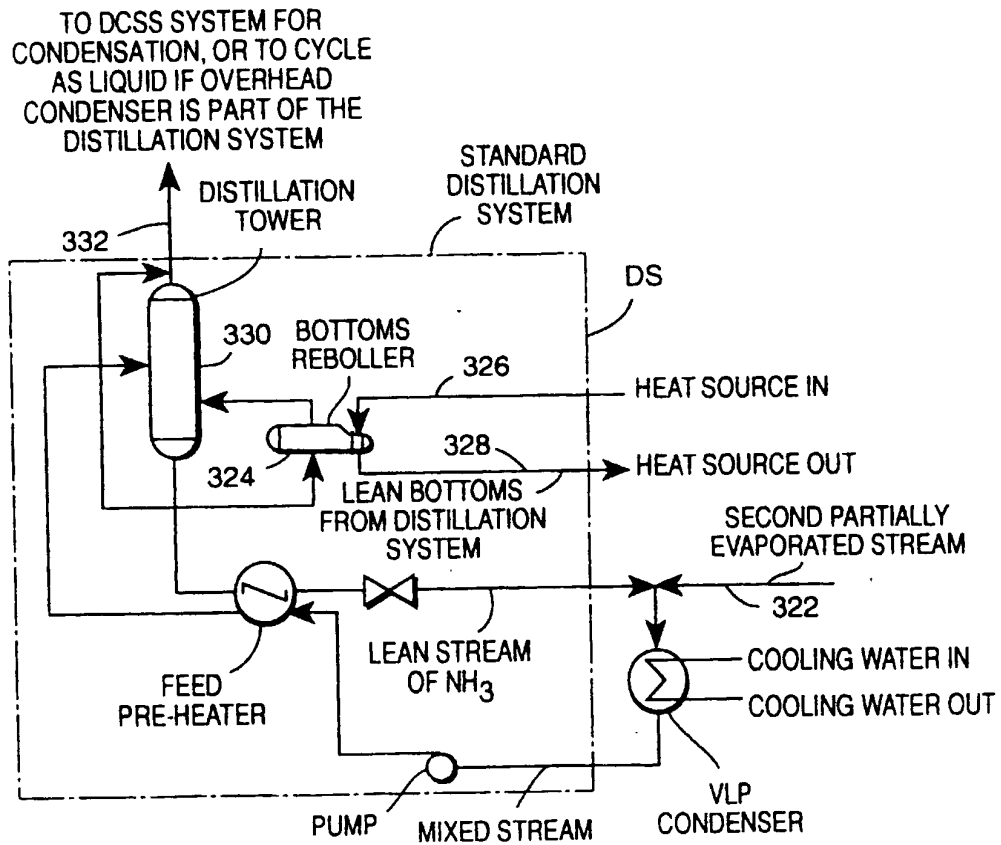 TO DCSS SYSTEM FOR
CONDENSATION, OR TO CYCLE
AS LIQUID IF OVERHEAD
CONDENSER IS PART OF THE
DISTILLATION SYSTEM
STANDARD
DISTILLATION
SYSTEM
DISTILLATION
TOWER
332
DS
330
BOTTOMS
REBOLLER
326
HEAT SOURCE IN
324
328
HEAT SOURCE OUT
LEAN BOTTOMS
FROM DISTILLATION
SYSTEM
SECOND PARTIALLY
EVAPORATED STREAM
322
LEAN STREAM
OF NH3
FEED
PRE-HEATER
COOLING WATER IN
COOLING WATER OUT
VLP
CONDENSER
PUMP
MIXED STREAM